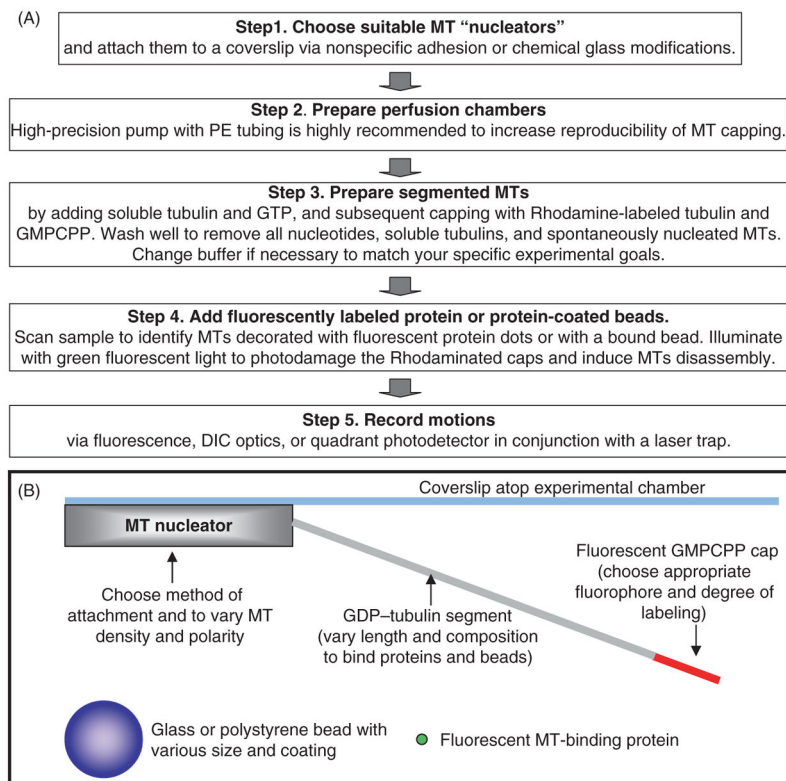 (A)
Step1. Choose suitable MT “nucleators”
and attach them to a coverslip via nonspecific adhesion or chemical glass modifications.
Step 2. Prepare perfusion chambers
High-precision pump with PE tubing is highly recommended to increase reproducibility of MT capping.
Step 3. Prepare segmented MTs
by adding soluble tubulin and GTP, and subsequent capping with Rhodamine-labeled tubulin and
GMPCPP. Wash well to remove all nucleotides, soluble tubulins, and spontaneously nucleated MTs.
Change buffer if necessary to match your specific experimental goals.
Step 4. Add fluorescently labeled protein or protein-coated beads.
Scan sample to identify MTs decorated with fluorescent protein dots or with a bound bead. Illuminate
with green fluorescent light to photodamage the Rhodaminated caps and induce MTs disassembly.
Step 5. Record motions
via fluorescence, DIC optics, or quadrant photodetector in conjunction with a laser trap.
(B)
Coverslip atop experimental chamber
MT nucleator
Choose method of
attachment and to vary MT
density and polarity
GDP–tubulin segment
(vary length and composition
to bind proteins and beads)
Fluorescent GMPCPP cap
(choose appropriate
fluorophore and degree of
labeling)
Glass or polystyrene bead with
various size and coating
Fluorescent MT-binding protein